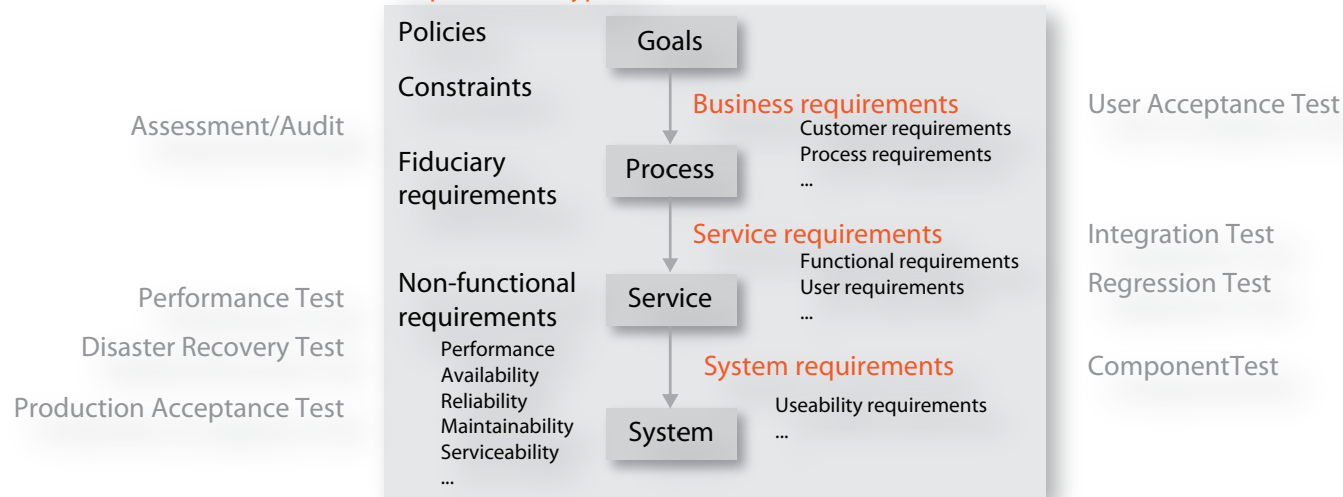 Policies
Goals
Constraints
Business requirements
User Acceptance Test
Assessment/Audit
Customer requirements
Process requirements
...
Fiduciary
requirements
Process
Service requirements
Integration Test
Functional requirements
User requirements
...
Regression Test
Non-functional
requirements
Service
Performance Test
Performance
Availability
Reliability
Maintainability
Serviceability
...
Disaster Recovery Test
System requirements
ComponentTest
Useability requirements
...
Production Acceptance Test
System